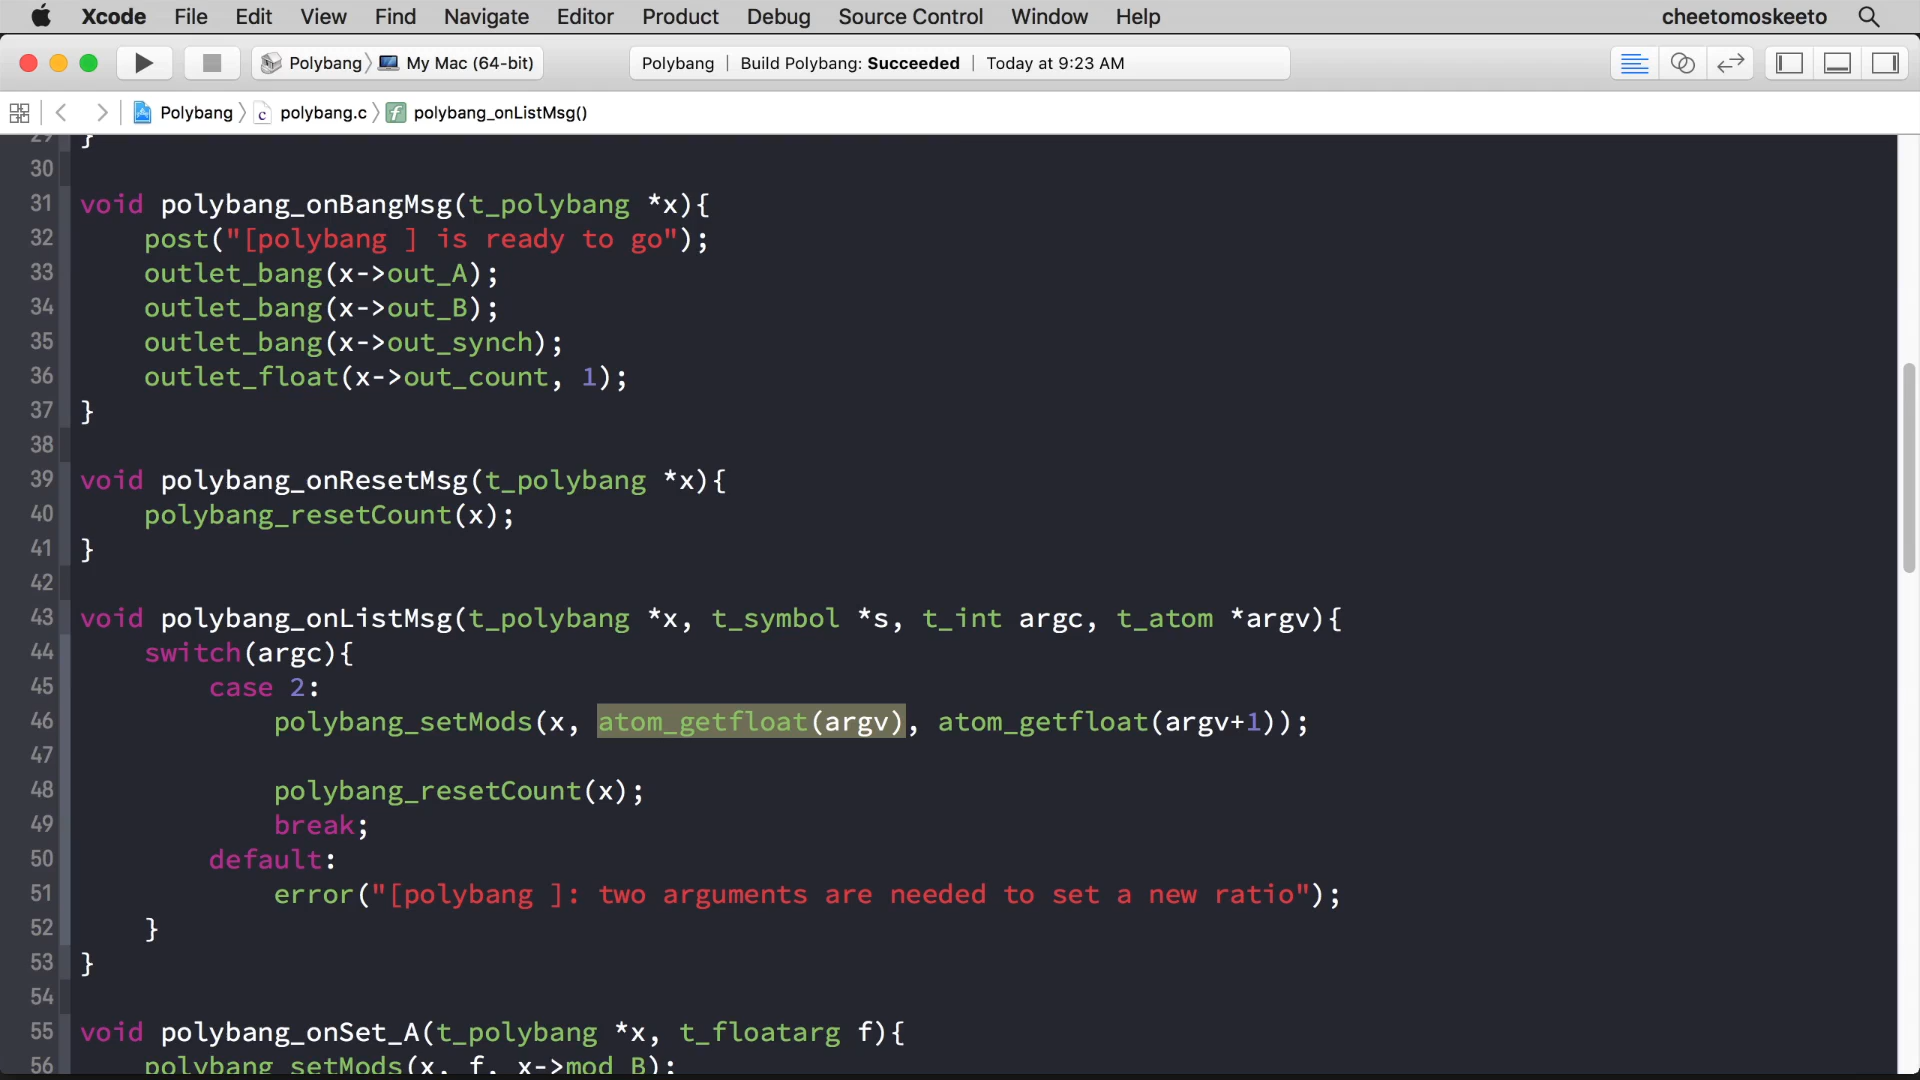 Xcode File Edit View Find Navigate Editor Product Debug Source Control Window Help cheetomoskeeto
Polybang 〉 My Mac (64-bit) Polybang | Build Polybang: Succeeded | Today at 9:23 AM
Polybang 〉 c polybang.c 〉 f polybang_onListMsg()
29 }
30
31 void polybang_onBangMsg(t_polybang *x){
32 post("[polybang ] is ready to go");
33 outlet_bang(x->out_A);
34 outlet_bang(x->out_B);
35 outlet_bang(x->out_synch);
36 outlet_float(x->out_count, 1);
37 }
38
39 void polybang_onResetMsg(t_polybang *x){
40 polybang_resetCount(x);
41 }
42
43 void polybang_onListMsg(t_polybang *x, t_symbol *s, t_int argc, t_atom *argv){
44 switch(argc){
45 case 2:
46 polybang_setMods(x, atom_getfloat(argv), atom_getfloat(argv+1));
47
48 polybang_resetCount(x);
49 break;
50 default:
51 error("[polybang ]: two arguments are needed to set a new ratio");
52 }
53 }
54
55 void polybang_onSet_A(t_polybang *x, t_floatarg f){
56 polybang_setMods(x, f, x->mod_B);